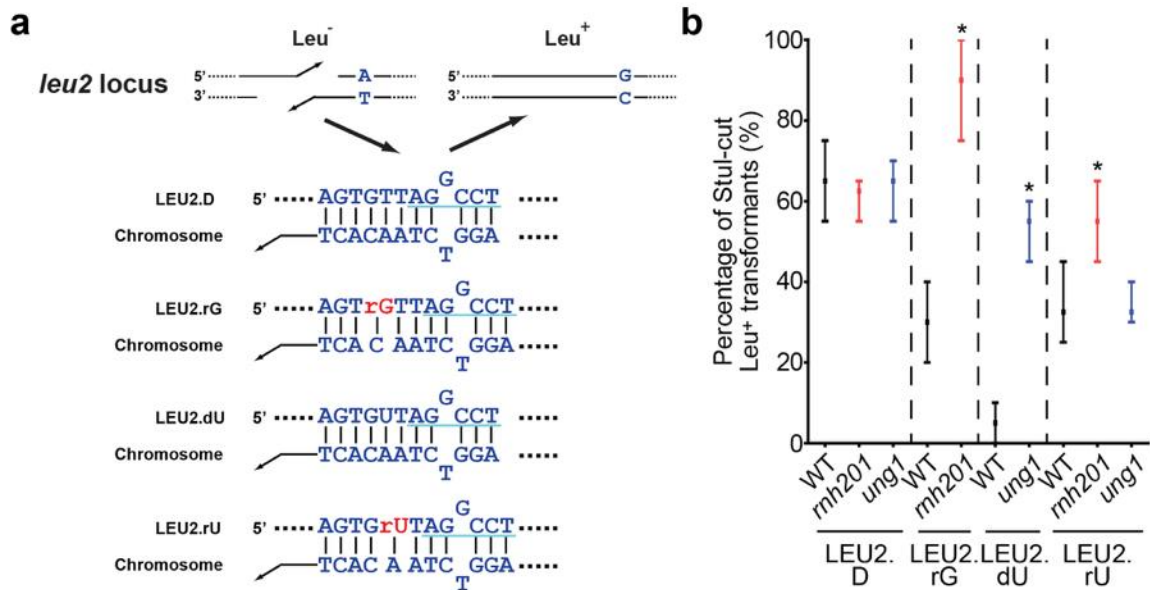 a
Leu⁻
Leu⁺
leu2 locus
5’
A
5’
G
3’
T
3’
C
G
LEU2.D 5’ AGTGTTAG CCT
Chromosome TCACAATC GGA
T
G
LEU2.rG 5’ AGTrGTTAG CCT
Chromosome TCA C AATC GGA
T
G
LEU2.dU 5’ AGTGUTAG CCT
Chromosome TCACAATC GGA
T
G
LEU2.rU 5’ AGTGrUTAG CCT
Chromosome TCAC A ATC GGA
T
b
Percentage of StuI-cut
Leu⁺ transformants (%)
100
80
60
40
20
0
*
*
*
WT
rnh201
ung1
WT
rnh201
WT
ung1
WT
rnh201
ung1
LEU2.
D
LEU2.
rG
LEU2.
dU
LEU2.
rU